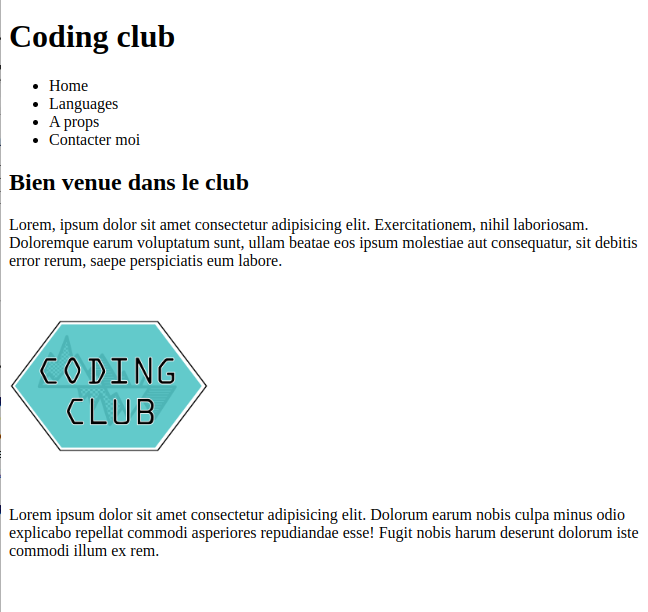 Coding club
Home
Languages
A props
Contacter moi
Bien venue dans le club
Lorem, ipsum dolor sit amet consectetur adipisicing elit. Exercitationem, nihil laboriosam.
Doloremque earum voluptatum sunt, ullam beatae eos ipsum molestiae aut consequatur, sit debitis
error rerum, saepe perspiciatis eum labore.
CODING
CLUB
Lorem ipsum dolor sit amet consectetur adipisicing elit. Dolorum earum nobis culpa minus odio
explicabo repellat commodi asperiores repudiandae esse! Fugit nobis harum deserunt dolorum iste
commodi illum ex rem.